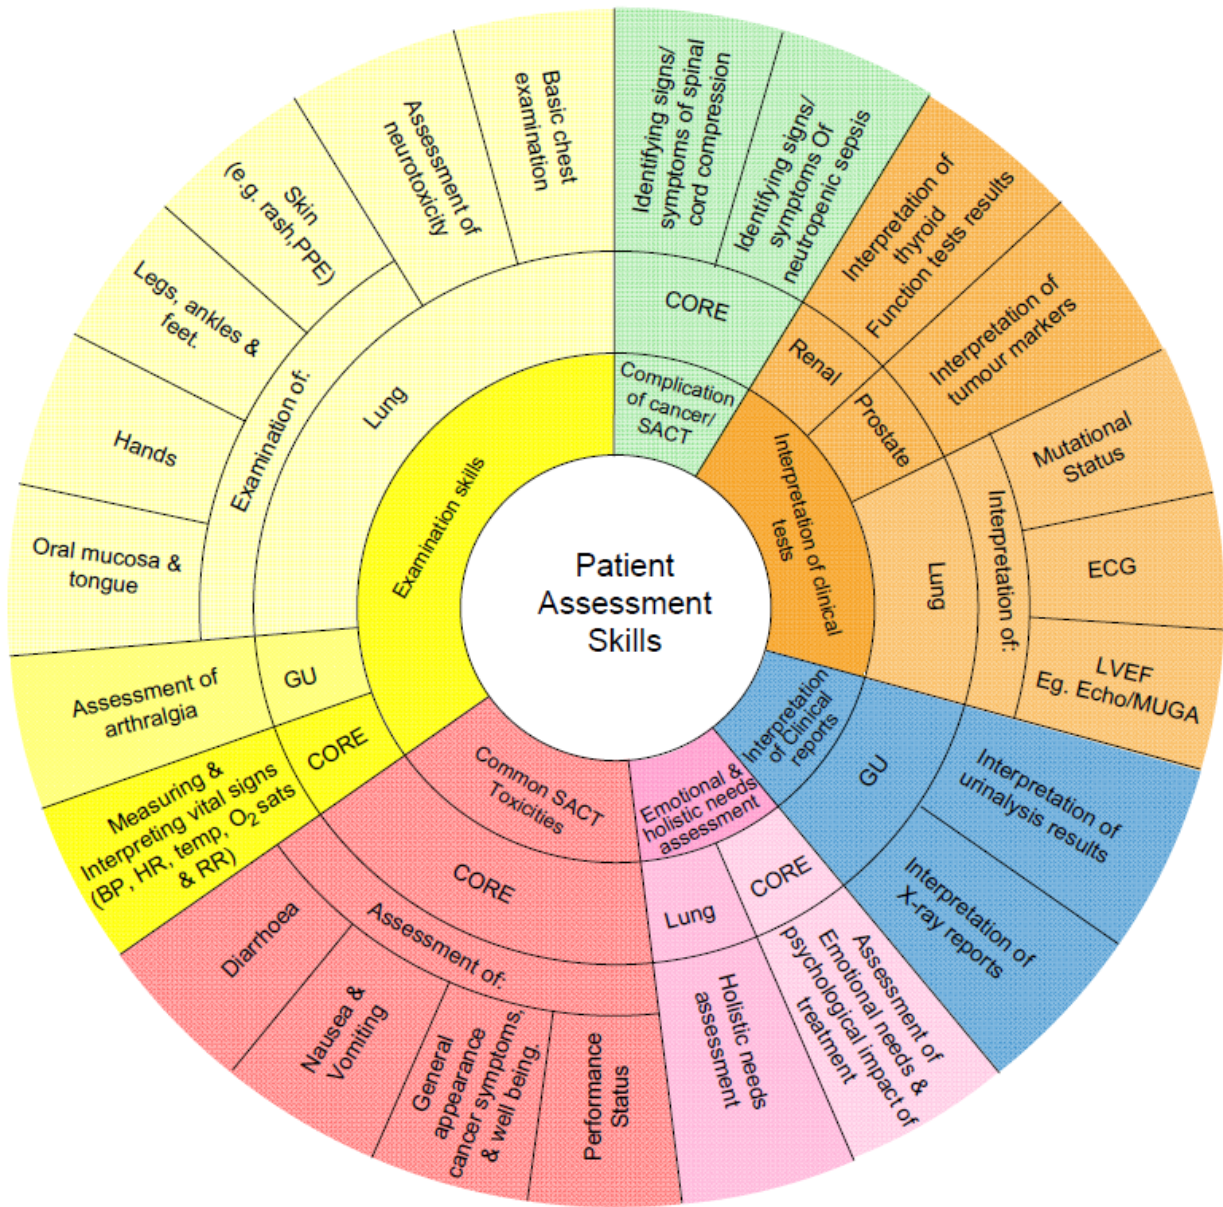 Patient
Assessment
Skills
Complication
of cancer/
SACT
CORE
Identifying signs/
symptoms of spinal
cord compression
Identifying signs/
symptoms Of
neutropenic sepsis
Interpretation of clinical
tests
Renal
Interpretation of
thyroid
Function tests results
Prostate
Interpretation of
tumour markers
Lung
Interpretation of:
Mutational
Status
ECG
LVEF
Eg. Echo/MUGA
Interpretation
of Clinical
reports
GU
Interpretation of
urinalysis results
Interpretation of
X-ray reports
Emotional &
holistic needs
assessment
CORE
Assessment of
Emotional needs &
psychological impact of
treatment
Lung
Holistic needs
assessment
Common SACT
Toxicities
CORE
Assessment of:
Performance
Status
General
appearance
cancer symptoms,
& well being.
Nausea &
Vomiting
Diarrhoea
Examination skills
CORE
Measuring &
Interpreting vital signs
(BP, HR, temp, O2 sats
& RR)
GU
Assessment of
arthralgia
Lung
Examination of:
Oral mucosa &
tongue
Hands
Legs, ankles &
feet.
Skin
(e.g. rash,PPE)
Assessment of
neurotoxicity
Basic chest
examination